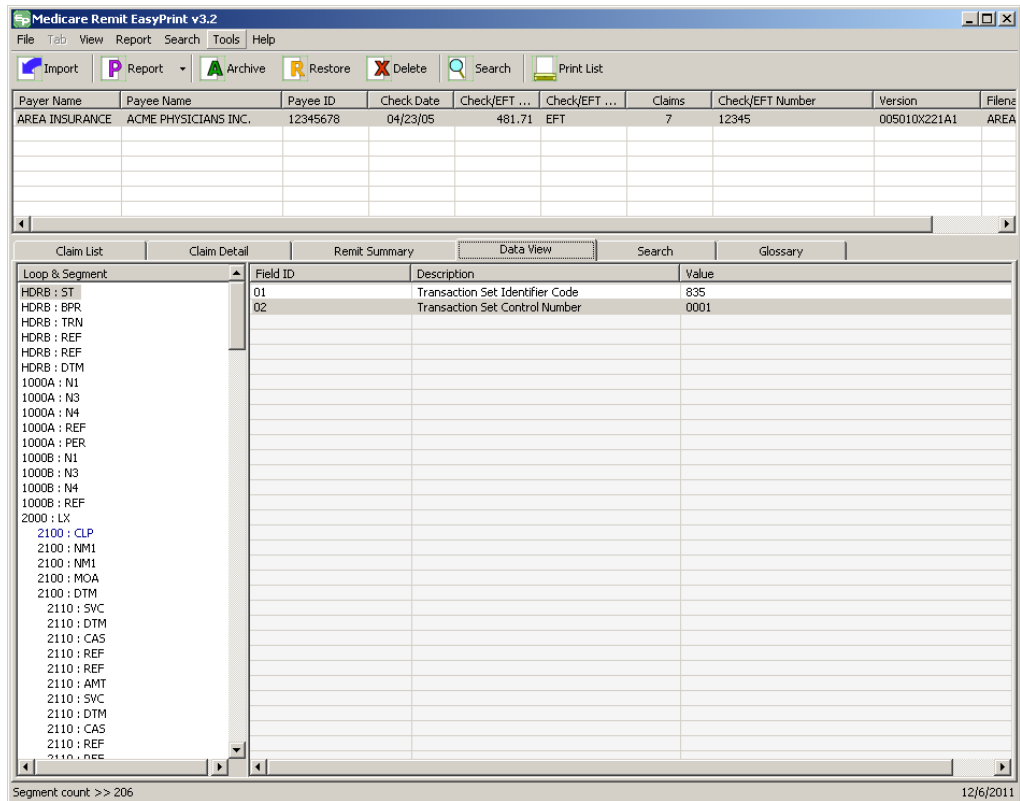 Medicare Remit EasyPrint v3.2
File Tab View Report Search Tools Help
Import Report Archive Restore Delete Search Print List
Payer Name Payee Name Payee ID Check Date Check/EFT ... Check/EFT ... Claims Check/EFT Number Version Filena
AREA INSURANCE ACME PHYSICIANS INC. 12345678 04/23/05 481.71 EFT 7 12345 005010X221A1 AREA
Claim List Claim Detail Remit Summary Data View Search Glossary
Loop & Segment Field ID Description Value
HDRB : ST 01 Transaction Set Identifier Code 835
HDRB : BPR 02 Transaction Set Control Number 0001
HDRB : TRN
HDRB : REF
HDRB : REF
HDRB : DTM
1000A : N1
1000A : N3
1000A : N4
1000A : REF
1000A : PER
1000B : N1
1000B : N3
1000B : N4
1000B : REF
2000 : LX
2100 : CLP
2100 : NM1
2100 : NM1
2100 : MOA
2100 : DTM
2110 : SVC
2110 : DTM
2110 : CAS
2110 : REF
2110 : REF
2110 : AMT
2110 : SVC
2110 : DTM
2110 : CAS
2110 : REF
2110 : REF
Segment count >> 206 12/6/2011